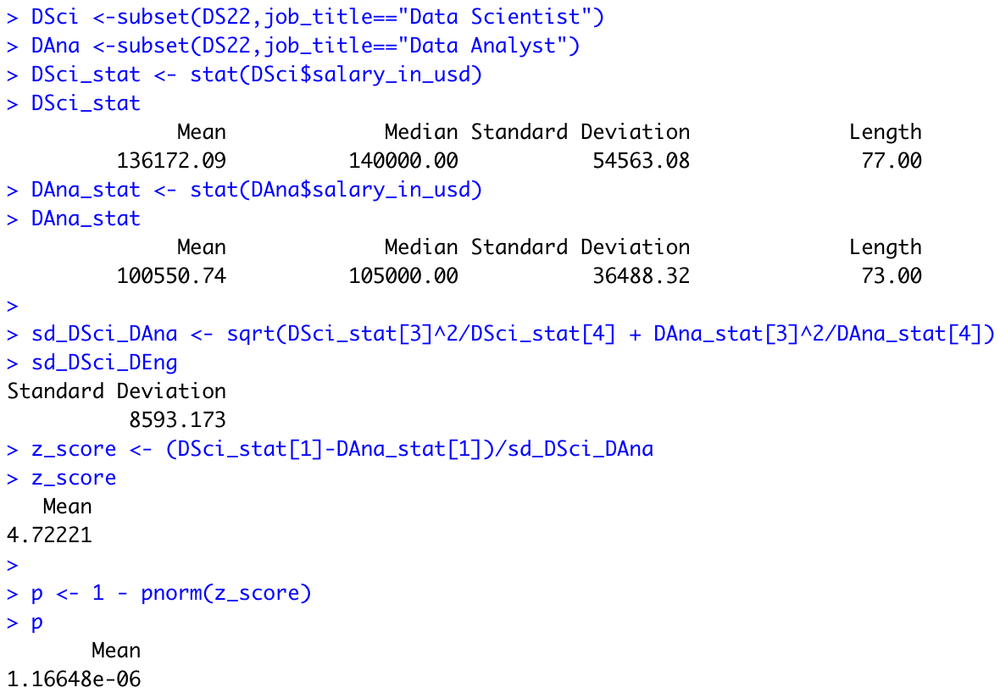 > DSci <-subset(DS22,job_title=="Data Scientist")
> DAna <-subset(DS22,job_title=="Data Analyst")
> DSci_stat <- stat(DSci$salary_in_usd)
> DSci_stat
Mean Median Standard Deviation Length
136172.09 140000.00 54563.08 77.00
> DAna_stat <- stat(DAna$salary_in_usd)
> DAna_stat
Mean Median Standard Deviation Length
100550.74 105000.00 36488.32 73.00
>
> sd_DSci_DAna <- sqrt(DSci_stat[3]^2/DSci_stat[4] + DAna_stat[3]^2/DAna_stat[4])
> sd_DSci_DEng
Standard Deviation
8593.173
> z_score <- (DSci_stat[1]-DAna_stat[1])/sd_DSci_DAna
> z_score
Mean
4.72221
>
> p <- 1 - pnorm(z_score)
> p
Mean
1.16648e-06